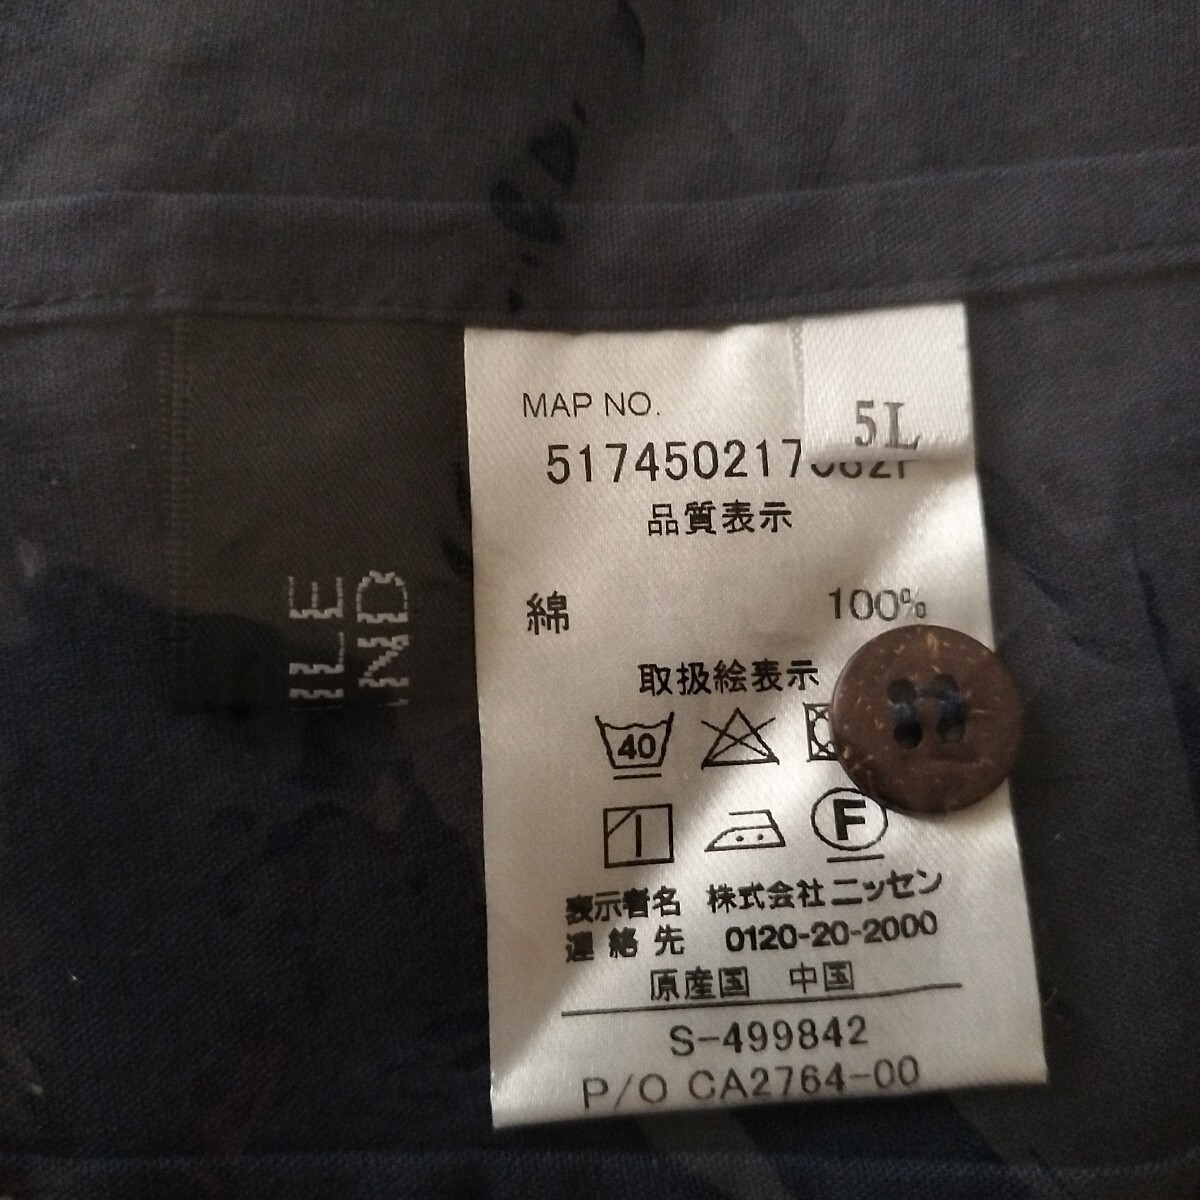 5L
MAP NO.
品質表示
綿 100%
取扱絵表示
40
F
表示者名 株式会社 ニッセン
連絡先 0120-20-2000
原産国 中国
S-499842
P/O CA2764-00